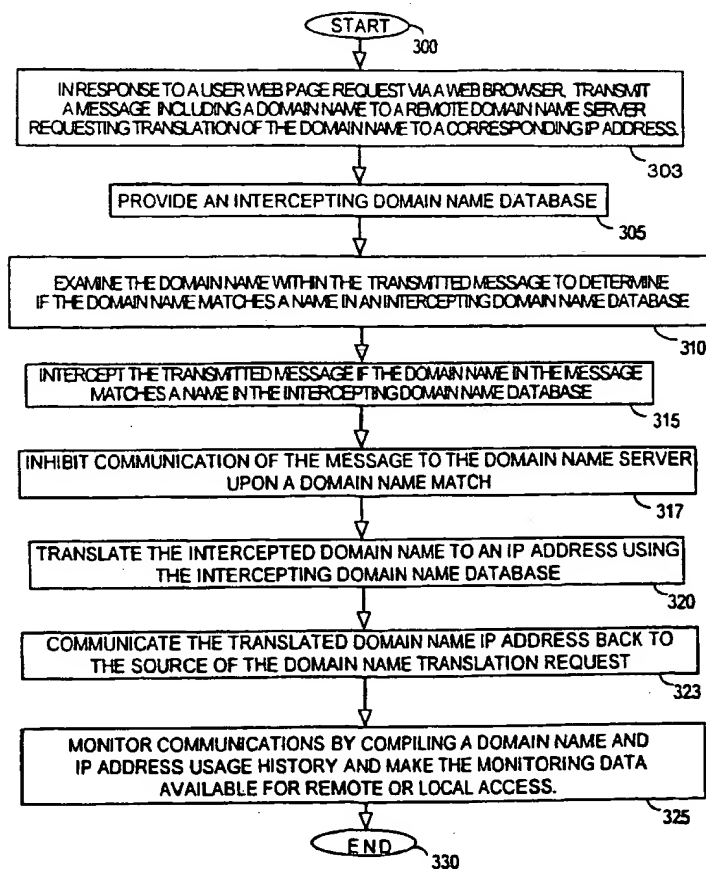 START
300
IN RESPONSE TO A USER WEB PAGE REQUEST VIA A WEB BROWSER, TRANSMIT
A MESSAGE INCLUDING A DOMAIN NAME TO A REMOTE DOMAIN NAME SERVER
REQUESTING TRANSLATION OF THE DOMAIN NAME TO A CORRESPONDING IP ADDRESS.
303
PROVIDE AN INTERCEPTING DOMAIN NAME DATABASE
305
EXAMINE THE DOMAIN NAME WITHIN THE TRANSMITTED MESSAGE TO DETERMINE
IF THE DOMAIN NAME MATCHES A NAME IN AN INTERCEPTING DOMAIN NAME DATABASE
310
INTERCEPT THE TRANSMITTED MESSAGE IF THE DOMAIN NAME IN THE MESSAGE
MATCHES A NAME IN THE INTERCEPTING DOMAIN NAME DATABASE
315
INHIBIT COMMUNICATION OF THE MESSAGE TO THE DOMAIN NAME SERVER
UPON A DOMAIN NAME MATCH
317
TRANSLATE THE INTERCEPTED DOMAIN NAME TO AN IP ADDRESS USING
THE INTERCEPTING DOMAIN NAME DATABASE
320
COMMUNICATE THE TRANSLATED DOMAIN NAME IP ADDRESS BACK TO
THE SOURCE OF THE DOMAIN NAME TRANSLATION REQUEST
323
MONITOR COMMUNICATIONS BY COMPILING A DOMAIN NAME AND
IP ADDRESS USAGE HISTORY AND MAKE THE MONITORING DATA
AVAILABLE FOR REMOTE OR LOCAL ACCESS.
325
END
330